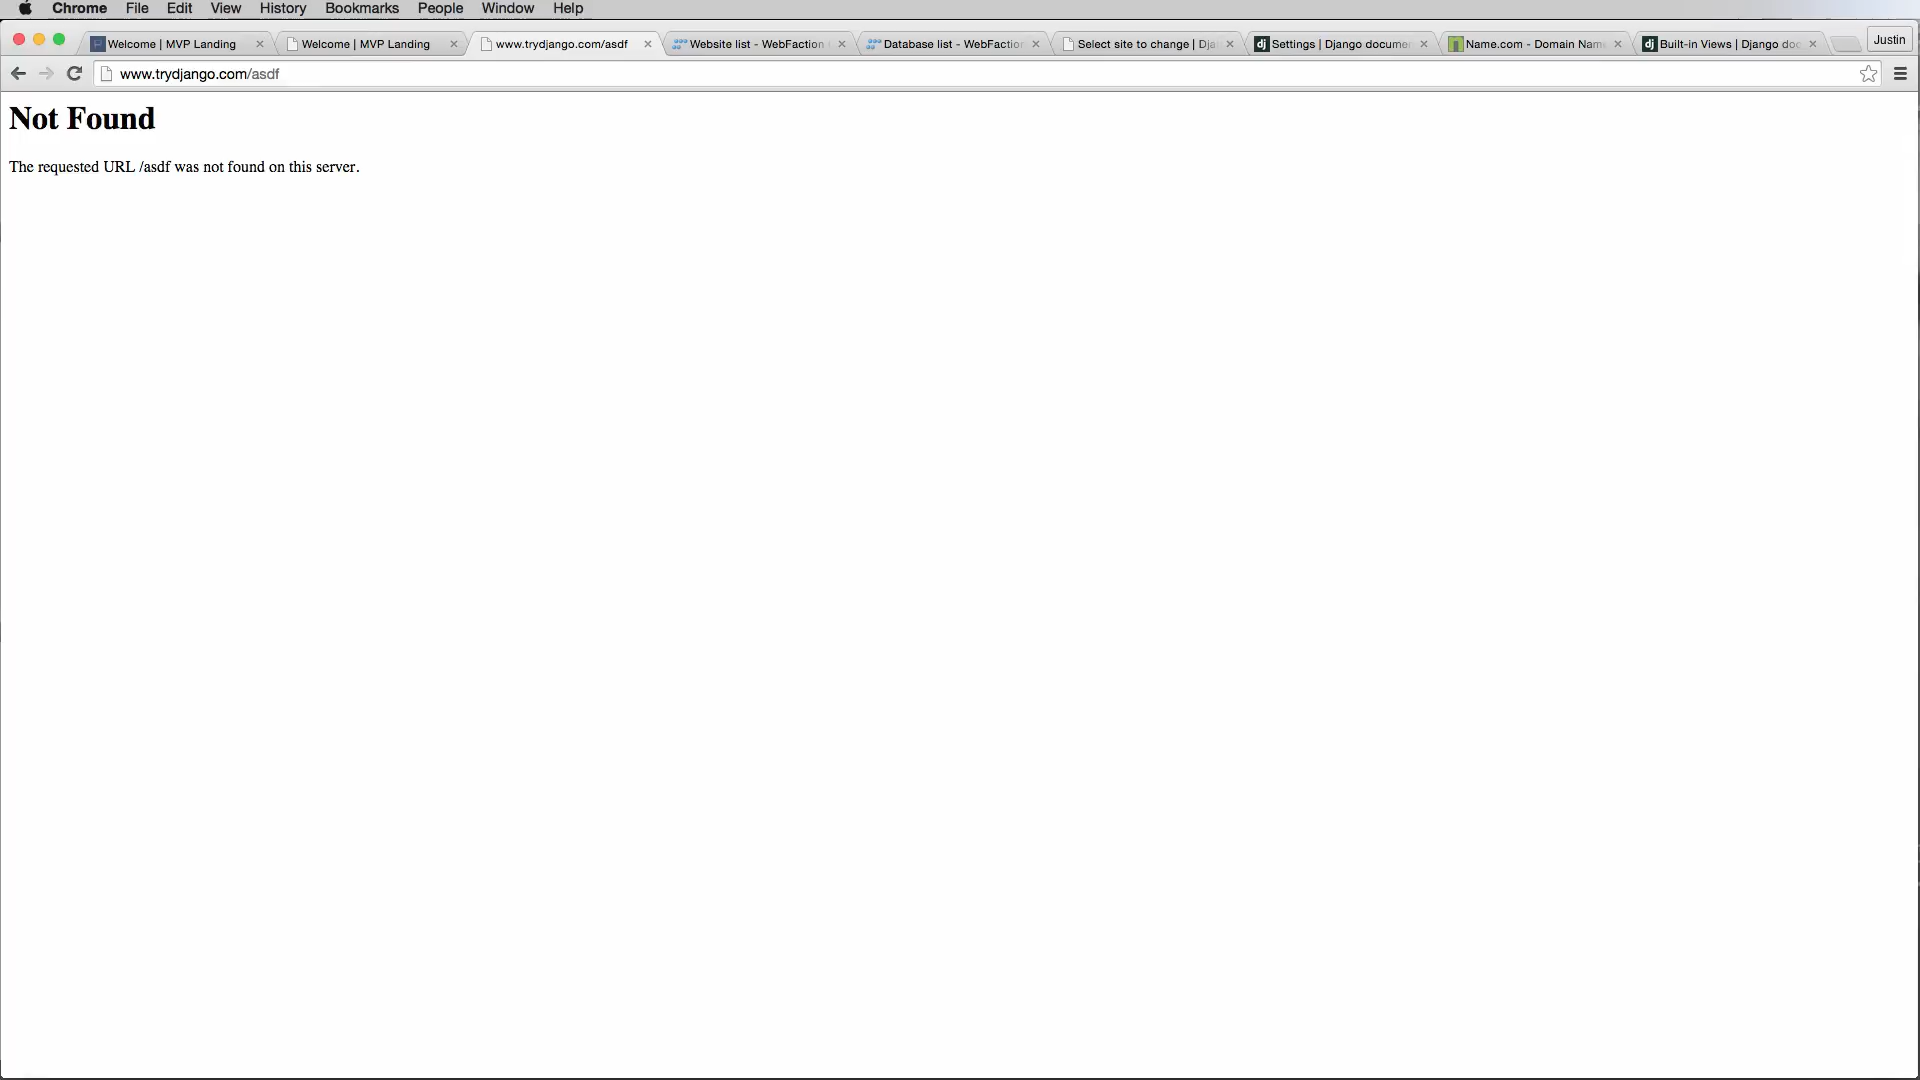 Chrome File Edit View History Bookmarks People Window Help
Welcome | MVP Landing Welcome | MVP Landing www.trydjango.com/asdf Website list - WebFaction Database list - WebFaction Select site to change | Dja Settings | Django documen Name.com - Domain Name Built-in Views | Django doc Justin
www.trydjango.com/asdf
Not Found
The requested URL /asdf was not found on this server.